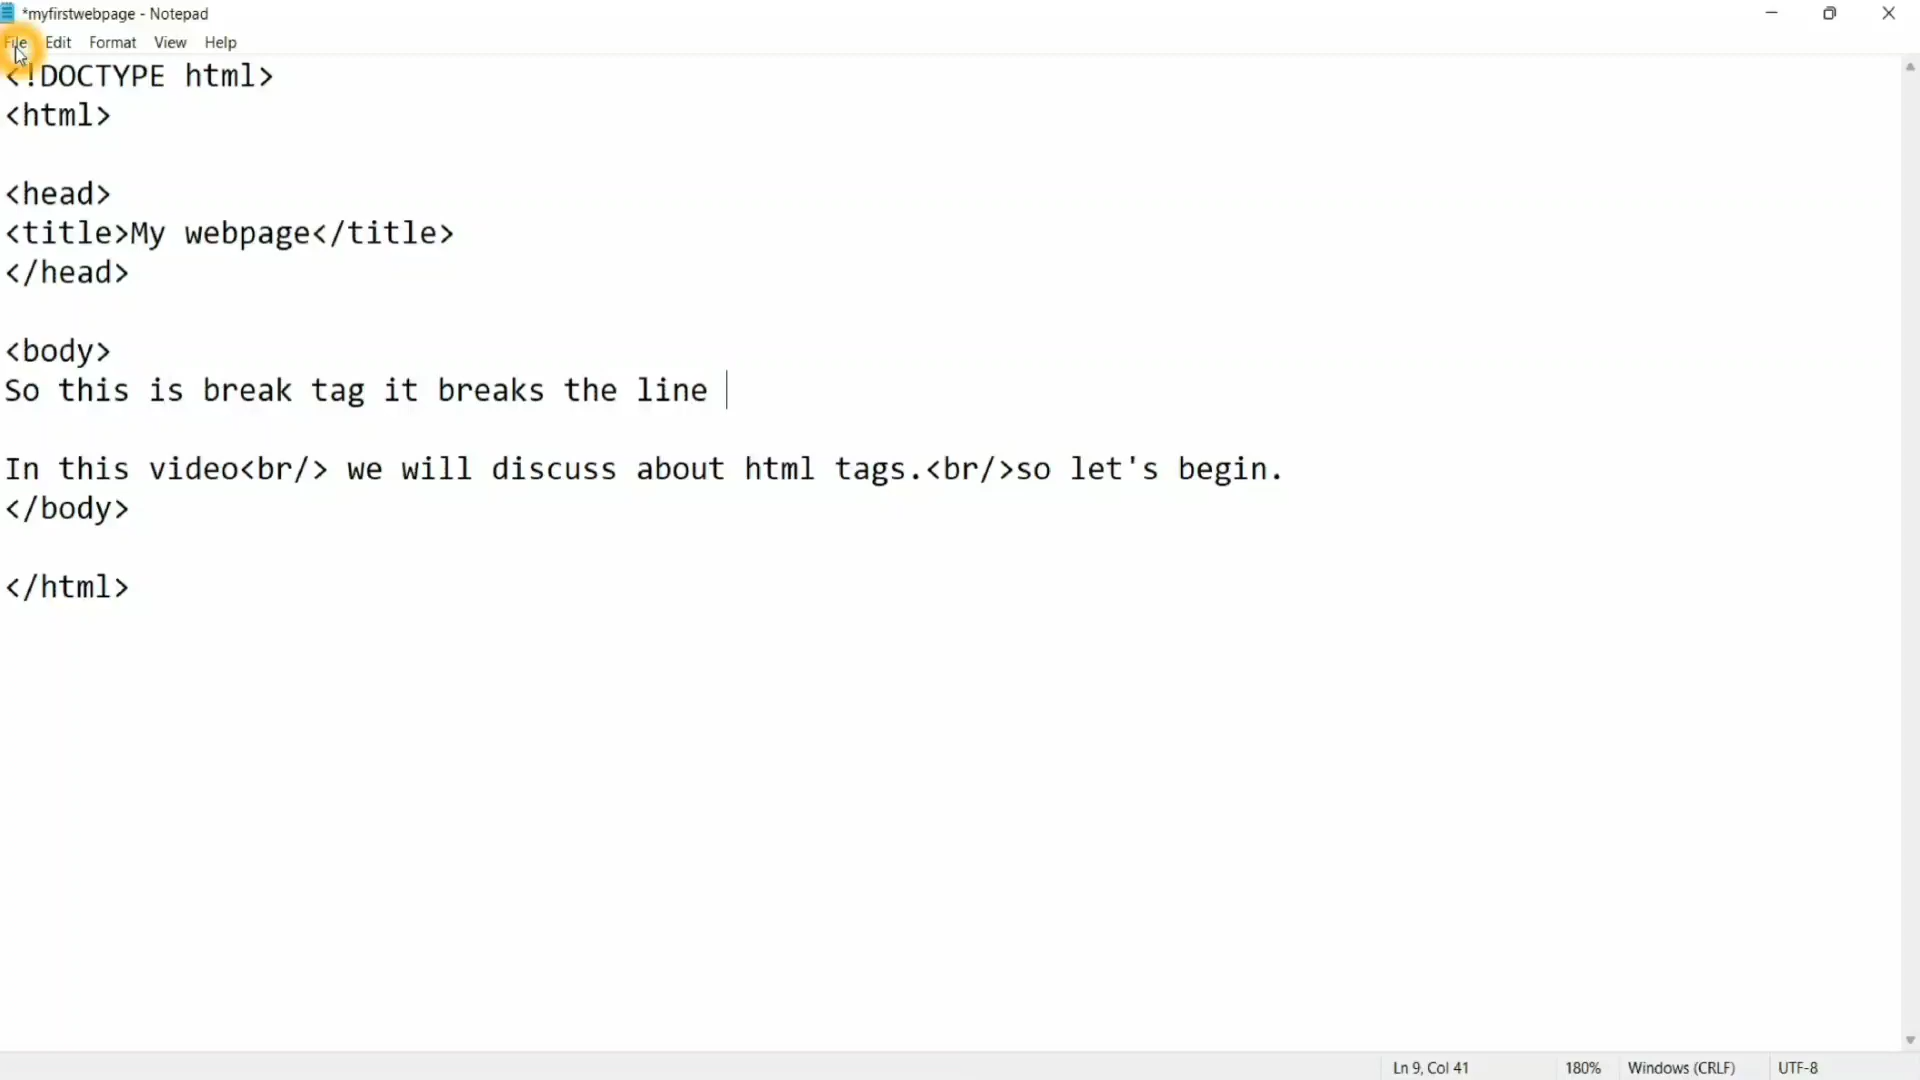 *myfirstwebpage - Notepad
File Edit Format View Help
<!DOCTYPE html>
<html>
<head>
<title>My webpage</title>
</head>
<body>
So this is break tag it breaks the line
In this video<br/> we will discuss about html tags.<br/>so let's begin.
</body>
</html>
Ln 9, Col 41 180% Windows (CRLF) UTF-8